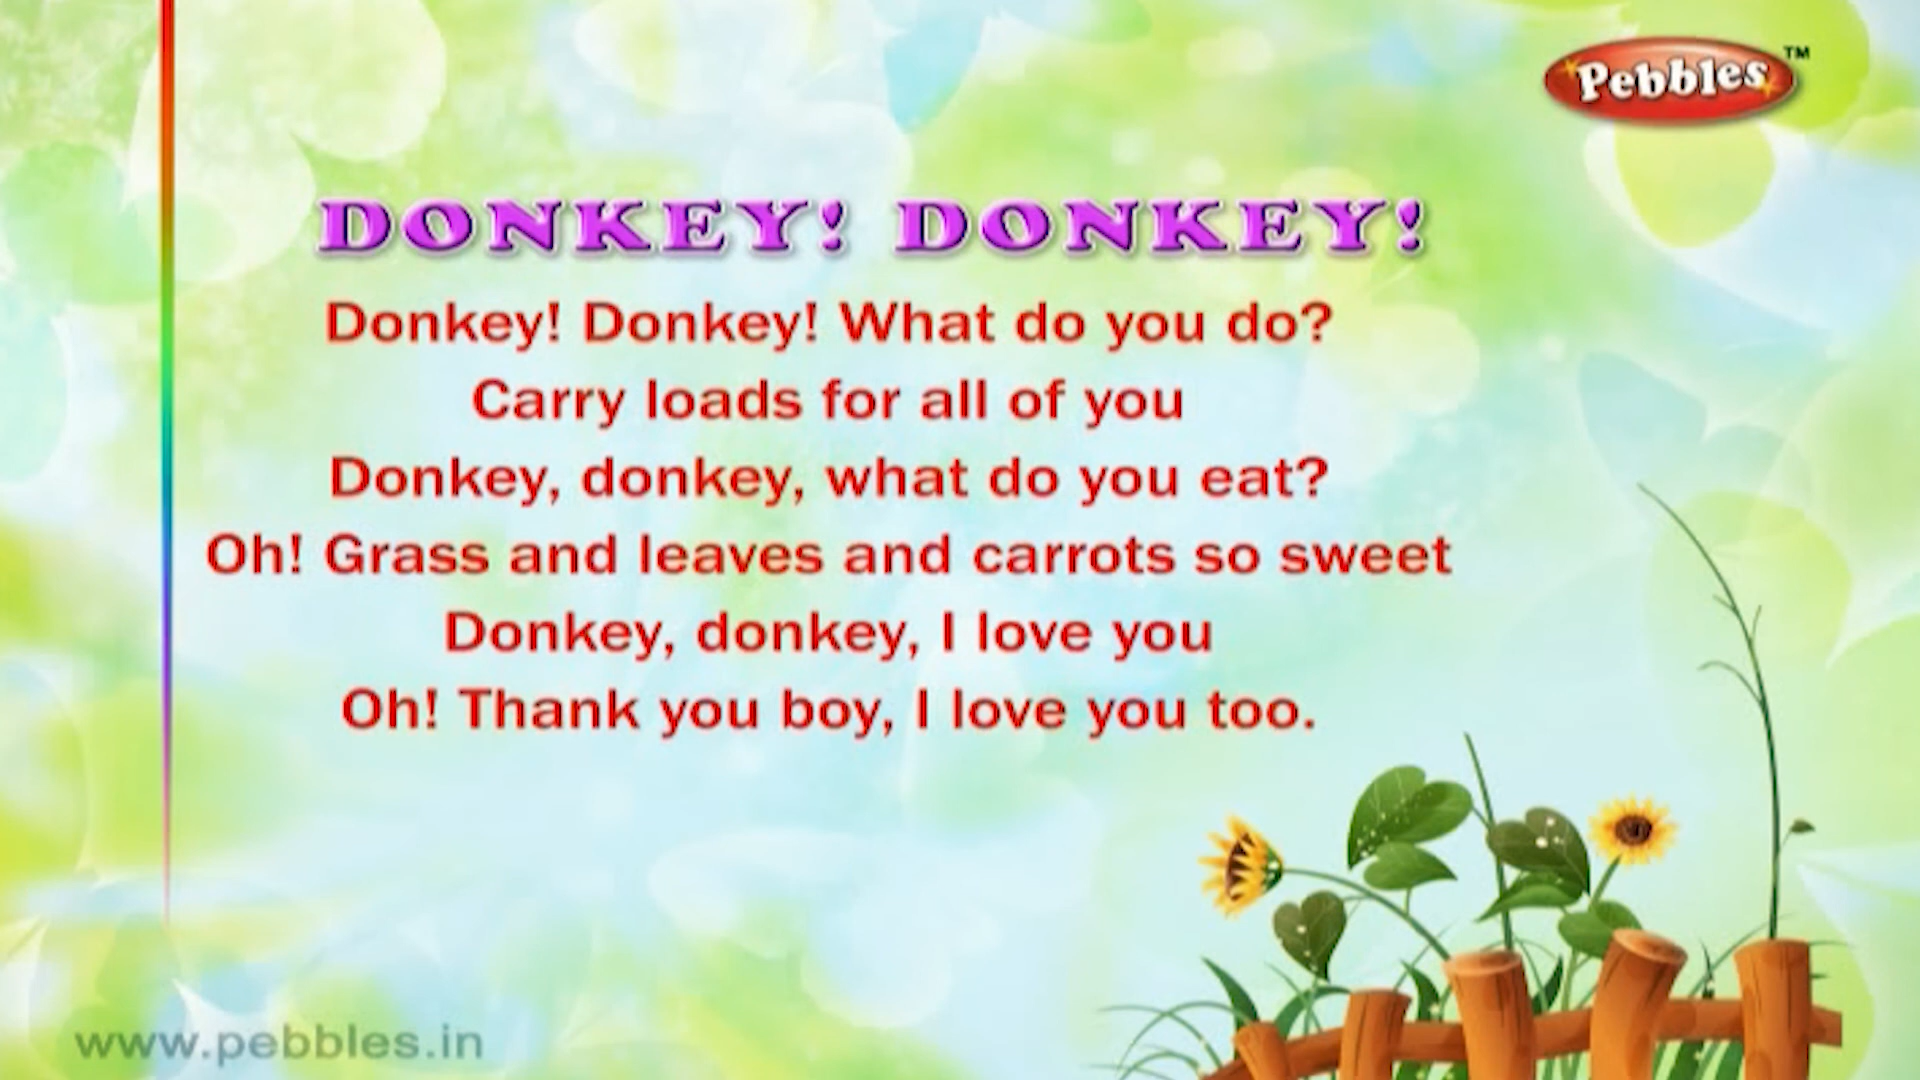 Pebbles™
DONKEY! DONKEY!
Donkey! Donkey! What do you do?
Carry loads for all of you
Donkey, donkey, what do you eat?
Oh! Grass and leaves and carrots so sweet
Donkey, donkey, I love you
Oh! Thank you boy, I love you too.
www.pebbles.in